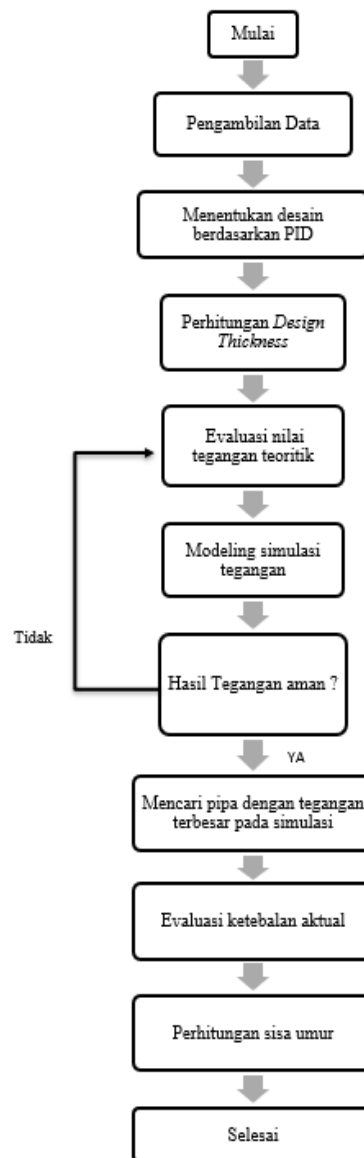 Mulai
Pengambilan Data
Menentukan desain
berdasarkan PID
Perhitungan Design
Thickness
Evaluasi nilai
tegangan teoritik
Modeling simulasi
tegangan
Tidak
Hasil Tegangan aman ?
YA
Mencari pipa dengan tegangan
terbesar pada simulasi
Evaluasi ketebalan aktual
Perhitungan sisa umur
Selesai